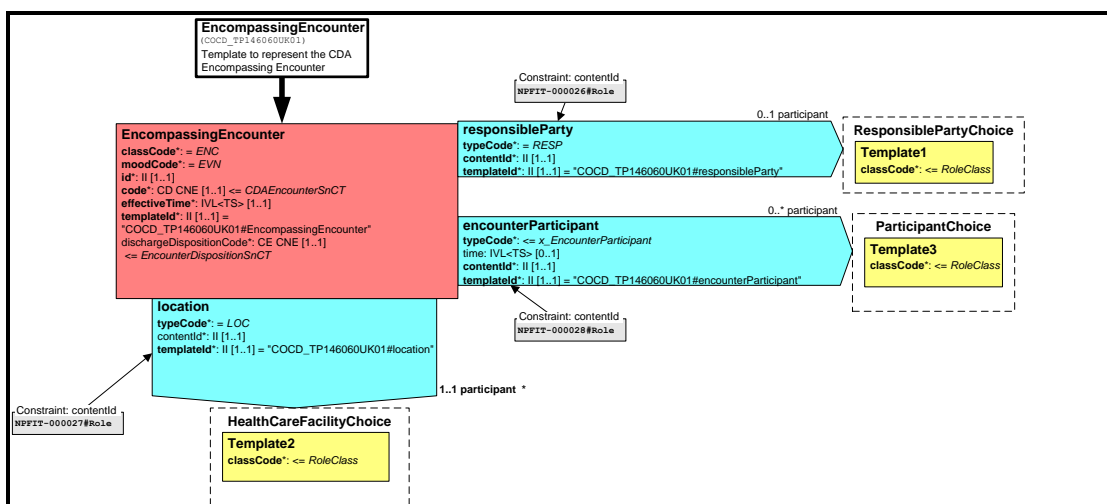 EncompassingEncounter
(COCD_TP146060UK01)
Template to represent the CDA
Encompassing Encounter
Constraint: contentId
NPFIT-000026#Role
EncompassingEncounter
classCode*: = ENC
moodCode*: = EVN
id*: II [1..1]
code*: CD CNE [1..1] <= CDAEncounterSnCT
effectiveTime*: IVL<TS> [1..1]
templateId*: II [1..1] =
"COCD_TP146060UK01#EncompassingEncounter"
dischargeDispositionCode*: CE CNE [1..1]
<= EncounterDispositionSnCT
0..1 participant
responsibleParty
typeCode*: = RESP
contentId*: II [1..1]
templateId*: II [1..1] = "COCD_TP146060UK01#responsibleParty"
ResponsiblePartyChoice
Template1
classCode*: <= RoleClass
0..* participant
encounterParticipant
typeCode*: <= x_EncounterParticipant
time: IVL<TS> [0..1]
contentId*: II [1..1]
templateId*: II [1..1] = "COCD_TP146060UK01#encounterParticipant"
ParticipantChoice
Template3
classCode*: <= RoleClass
Constraint: contentId
NPFIT-000028#Role
location
typeCode*: = LOC
contentId*: II [1..1]
templateId*: II [1..1] = "COCD_TP146060UK01#location"
1..1 participant *
Constraint: contentId
NPFIT-000027#Role
HealthCareFacilityChoice
Template2
classCode*: <= RoleClass